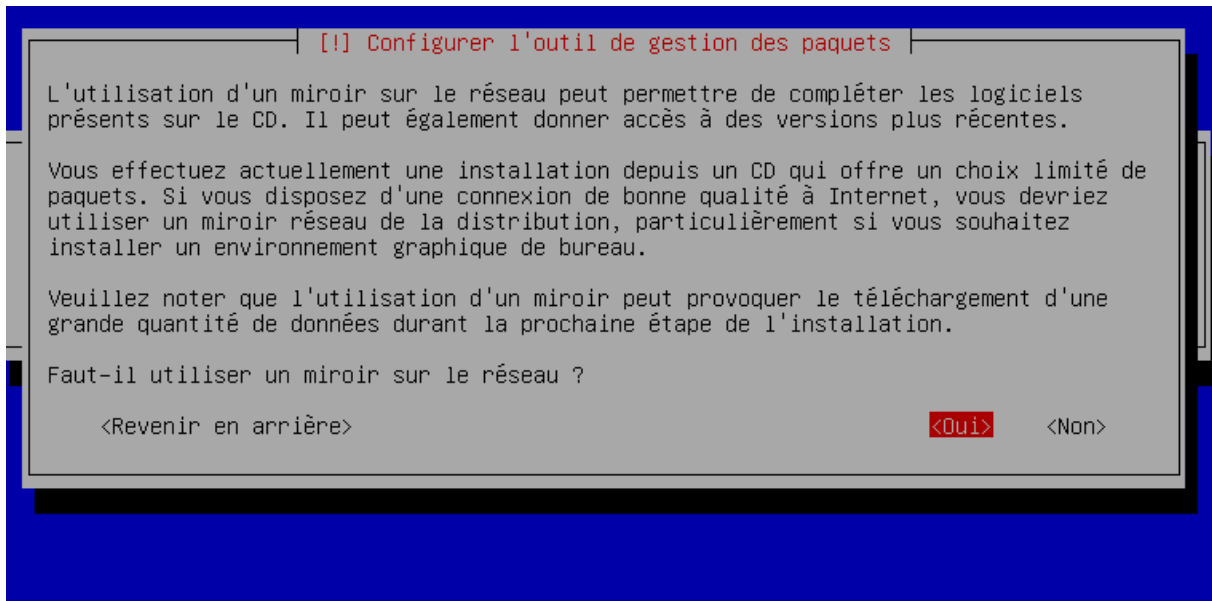 [!] Configurer l'outil de gestion des paquets
L'utilisation d'un miroir sur le réseau peut permettre de compléter les logiciels
présents sur le CD. Il peut également donner accès à des versions plus récentes.
Vous effectuez actuellement une installation depuis un CD qui offre un choix limité de
paquets. Si vous disposez d'une connexion de bonne qualité à Internet, vous devriez
utiliser un miroir réseau de la distribution, particulièrement si vous souhaitez
installer un environnement graphique de bureau.
Veuillez noter que l'utilisation d'un miroir peut provoquer le téléchargement d'une
grande quantité de données durant la prochaine étape de l'installation.
Faut-il utiliser un miroir sur le réseau ?
<Revenir en arrière> <Oui> <Non>